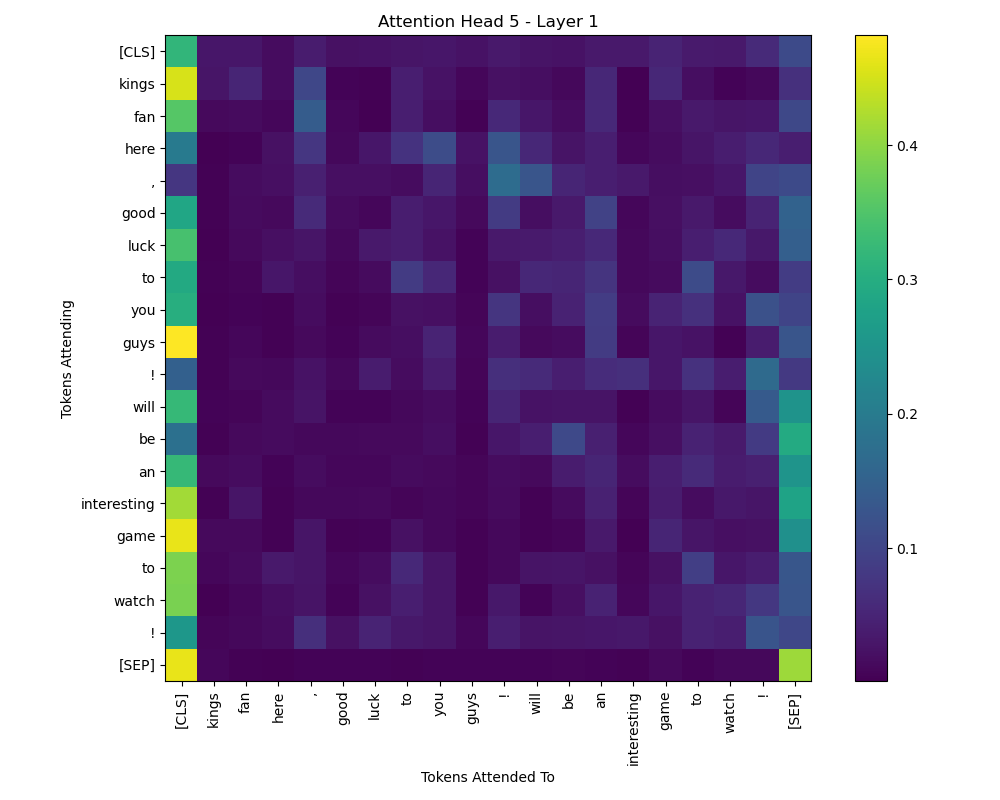 Attention Head 5 - Layer 1
[CLS]
kings
fan
here
,
good
luck
to
you
guys
!
will
be
an
interesting
game
to
watch
!
[SEP]
Tokens Attending
[CLS] kings fan here , good luck to you guys ! will be an interesting game to watch ! [SEP]
Tokens Attended To
0.4
0.3
0.2
0.1